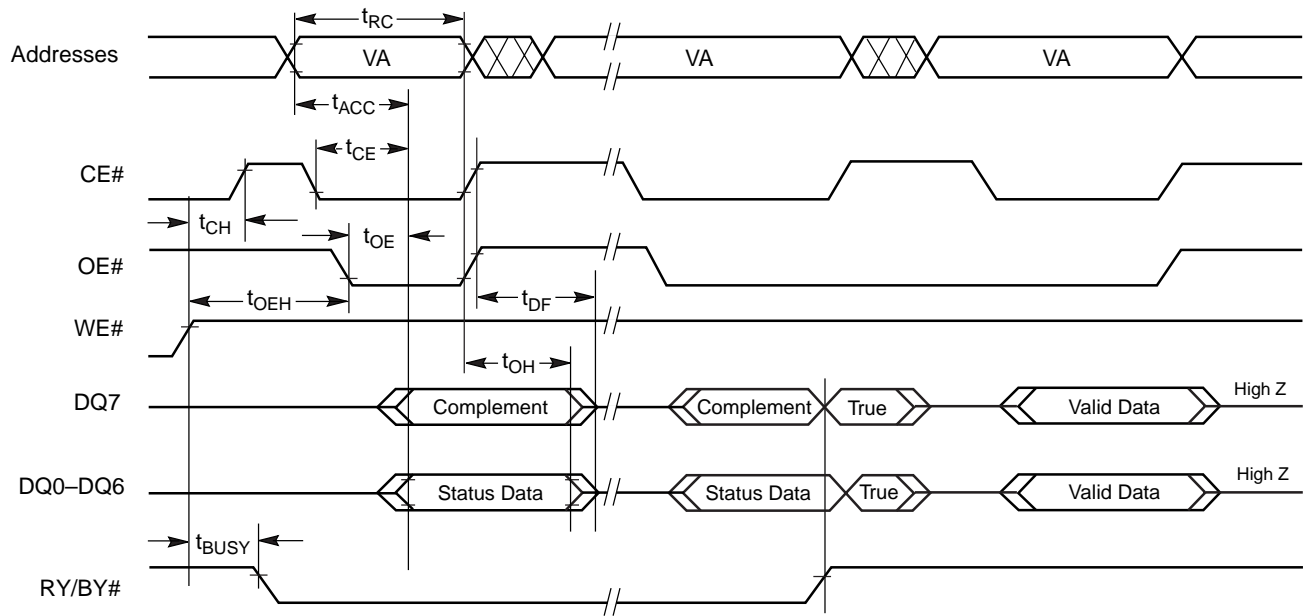 tRC
Addresses VA VA VA
tACC
tCE
CE#
tCH
tOE
OE#
tOEH
tDF
WE#
tOH
DQ7 Complement Complement True Valid Data High Z
DQ0–DQ6 Status Data Status Data True Valid Data High Z
tBUSY
RY/BY#